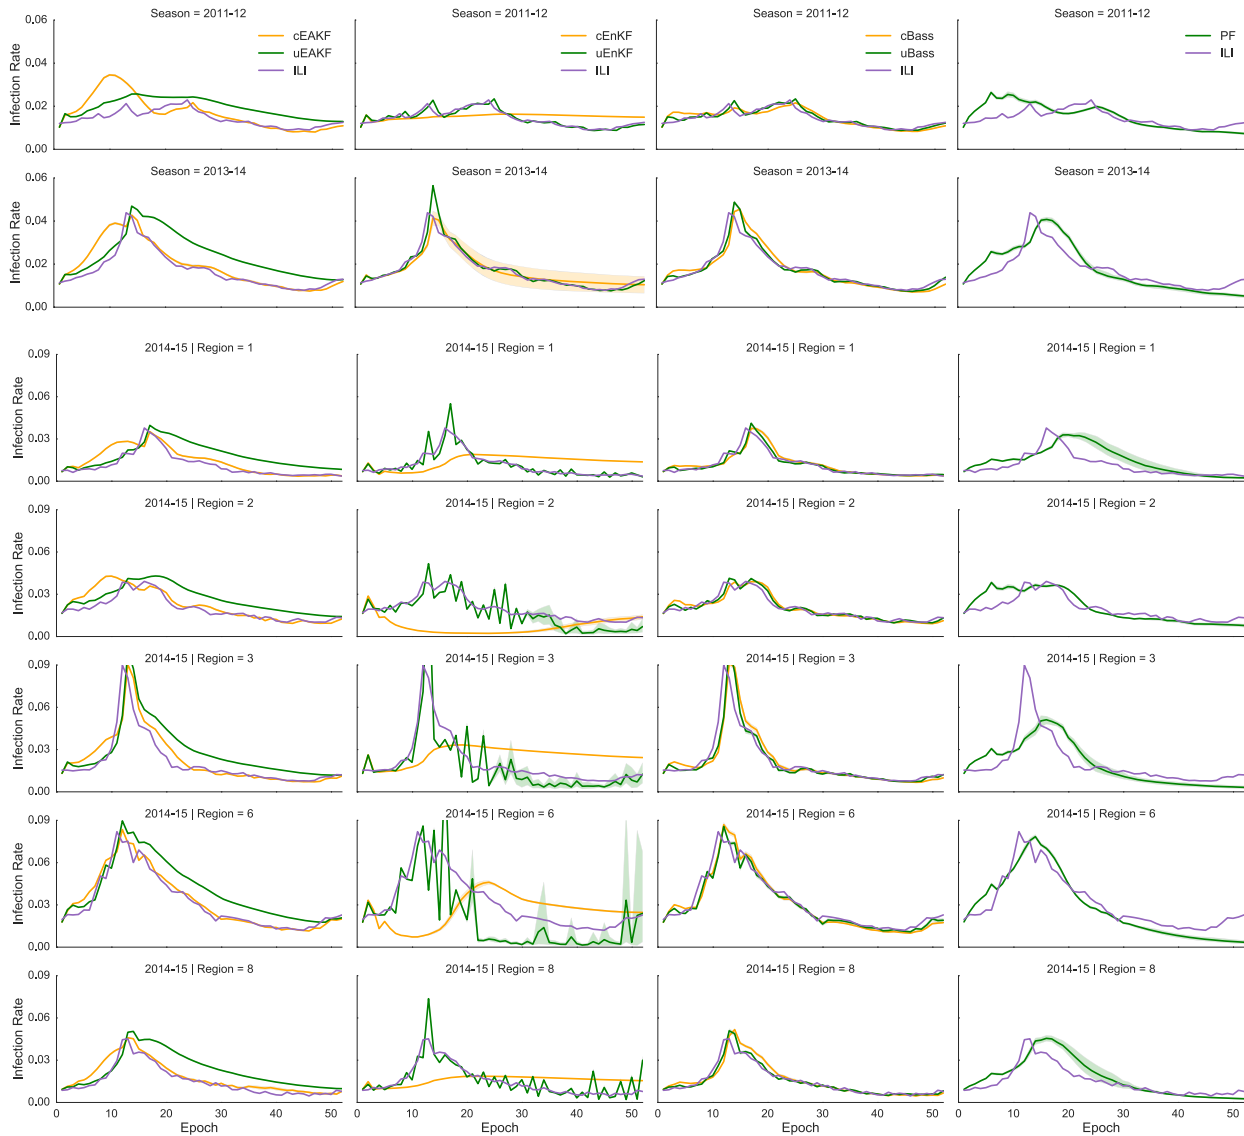 Season = 2011-12
Season = 2011-12
Season = 2011-12
Season = 2011-12
Infection Rate
0.06
0.04
0.02
0.00
cEAKF
uEAKF
ILI
cEnKF
uEnKF
ILI
cBass
uBass
ILI
PF
ILI
Season = 2013-14
Season = 2013-14
Season = 2013-14
Season = 2013-14
Infection Rate
0.06
0.04
0.02
0.00
2014-15 | Region = 1
2014-15 | Region = 1
2014-15 | Region = 1
2014-15 | Region = 1
Infection Rate
0.09
0.06
0.03
0.00
2014-15 | Region = 2
2014-15 | Region = 2
2014-15 | Region = 2
2014-15 | Region = 2
Infection Rate
0.09
0.06
0.03
0.00
2014-15 | Region = 3
2014-15 | Region = 3
2014-15 | Region = 3
2014-15 | Region = 3
Infection Rate
0.09
0.06
0.03
0.00
2014-15 | Region = 6
2014-15 | Region = 6
2014-15 | Region = 6
2014-15 | Region = 6
Infection Rate
0.09
0.06
0.03
0.00
2014-15 | Region = 8
2014-15 | Region = 8
2014-15 | Region = 8
2014-15 | Region = 8
Infection Rate
0.09
0.06
0.03
0.00
0 10 20 30 40 50
0 10 20 30 40 50
0 10 20 30 40 50
0 10 20 30 40 50
Epoch
Epoch
Epoch
Epoch